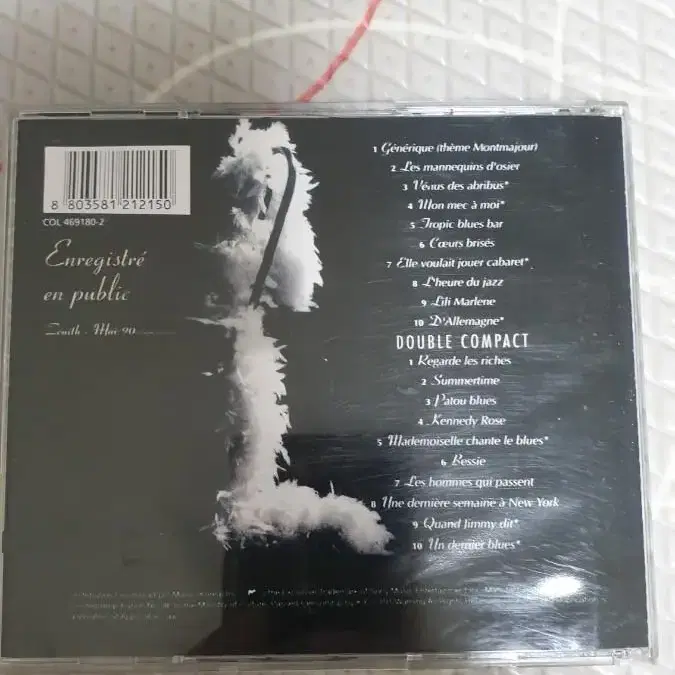 8 803581 212150
COL 469180-2
Enregistré
en public
Zénith - Mai 90
1 Générique (thème Montmajour)
2 Les mannequins d'osier
3 Vénus des abribus*
4 Mon mec à moi*
5 Tropic blues bar
6 Cœurs brisés
7 Elle voulait jouer cabaret*
8 L'heure du jazz
9 Lili Marlene
10 D'Allemagne*
DOUBLE COMPACT
1 Regarde les riches
2 Summertime
3 Patou blues
4 Kennedy Rose
5 Mademoiselle chante le blues*
6 Bessie
7 Les hommes qui passent
8 Une dernière semaine à New York
9 Quand Jimmy dit*
10 Un dernier blues*